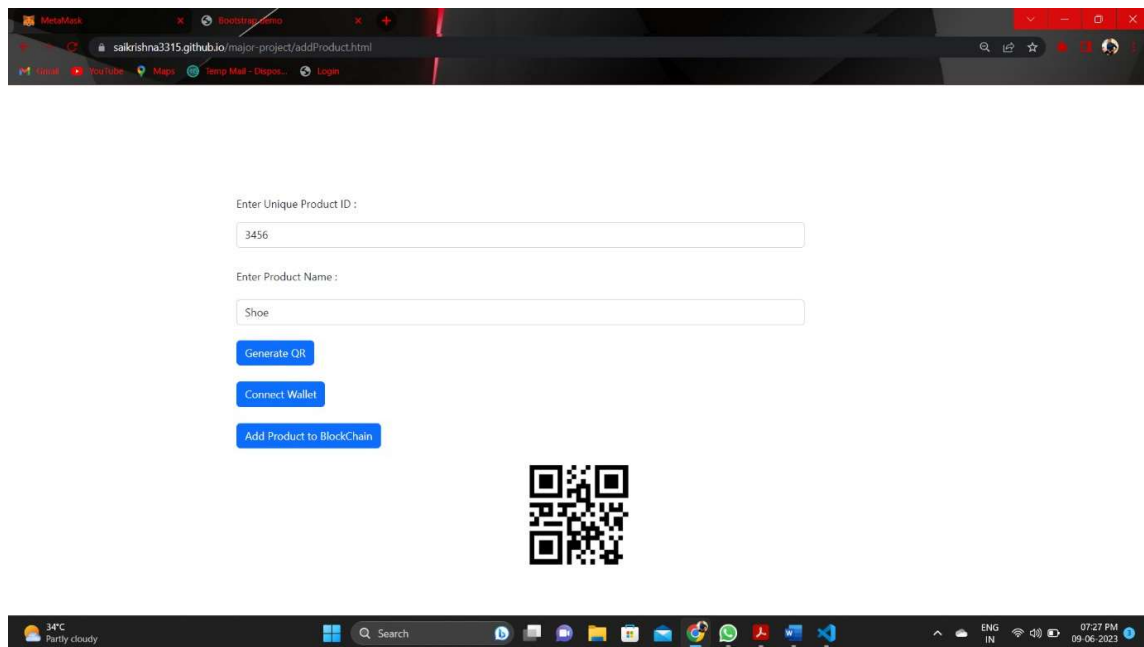 MetaMask
Bootstrap demo
saikrishna3315.github.io/major-project/addProduct.html
Gmail
YouTube
Maps
Temp Mail - Dispos...
Login
Enter Unique Product ID :
3456
Enter Product Name :
Shoe
Generate QR
Connect Wallet
Add Product to BlockChain
34°C
Partly cloudy
Search
ENG
IN
07:27 PM
09-06-2023